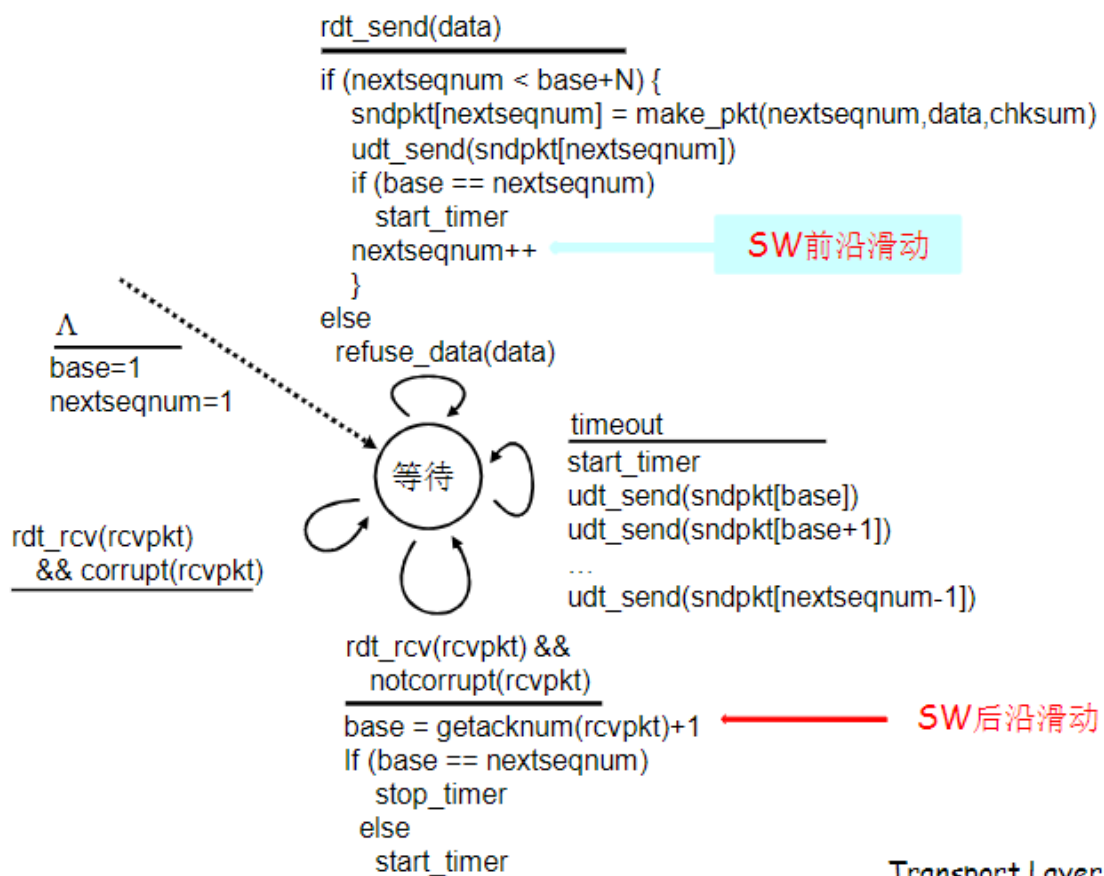 rdt_send(data)
if (nextseqnum < base+N) {
sndpkt[nextseqnum] = make_pkt(nextseqnum,data,chksum)
udt_send(sndpkt[nextseqnum])
if (base == nextseqnum)
start_timer
nextseqnum++
}
else
refuse_data(data)
SW前沿滑动
Λ
base=1
nextseqnum=1
等待
timeout
start_timer
udt_send(sndpkt[base])
udt_send(sndpkt[base+1])
...
udt_send(sndpkt[nextseqnum-1])
rdt_rcv(rcvpkt)
&& corrupt(rcvpkt)
rdt_rcv(rcvpkt) &&
notcorrupt(rcvpkt)
base = getacknum(rcvpkt)+1
If (base == nextseqnum)
stop_timer
else
start_timer
SW后沿滑动
Transport Layer